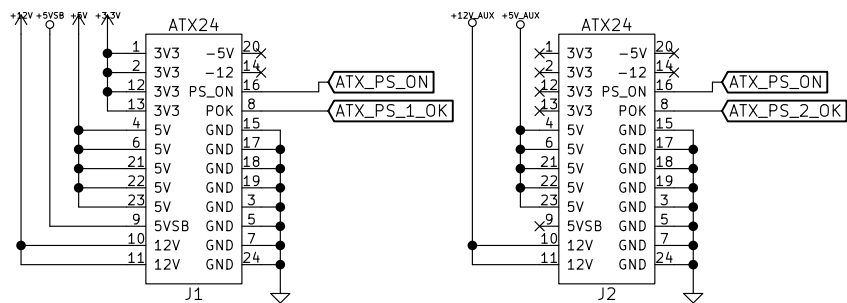 +12V +5VSB +5V +3.3V
ATX24
1 3V3 -5V 20
2 3V3 -12 14
12 3V3 PS_ON 16 ATX_PS_ON
13 3V3 POK 8 ATX_PS_1_OK
4 5V GND 15
6 5V GND 17
21 5V GND 18
22 5V GND 19
23 5V GND 3
9 5VSB GND 5
10 12V GND 7
11 12V GND 24
J1
+12V_AUX +5V_AUX
ATX24
1 3V3 -5V 20
2 3V3 -12 14
12 3V3 PS_ON 16 ATX_PS_ON
13 3V3 POK 8 ATX_PS_2_OK
4 5V GND 15
6 5V GND 17
21 5V GND 18
22 5V GND 19
23 5V GND 3
9 5VSB GND 5
10 12V GND 7
11 12V GND 24
J2